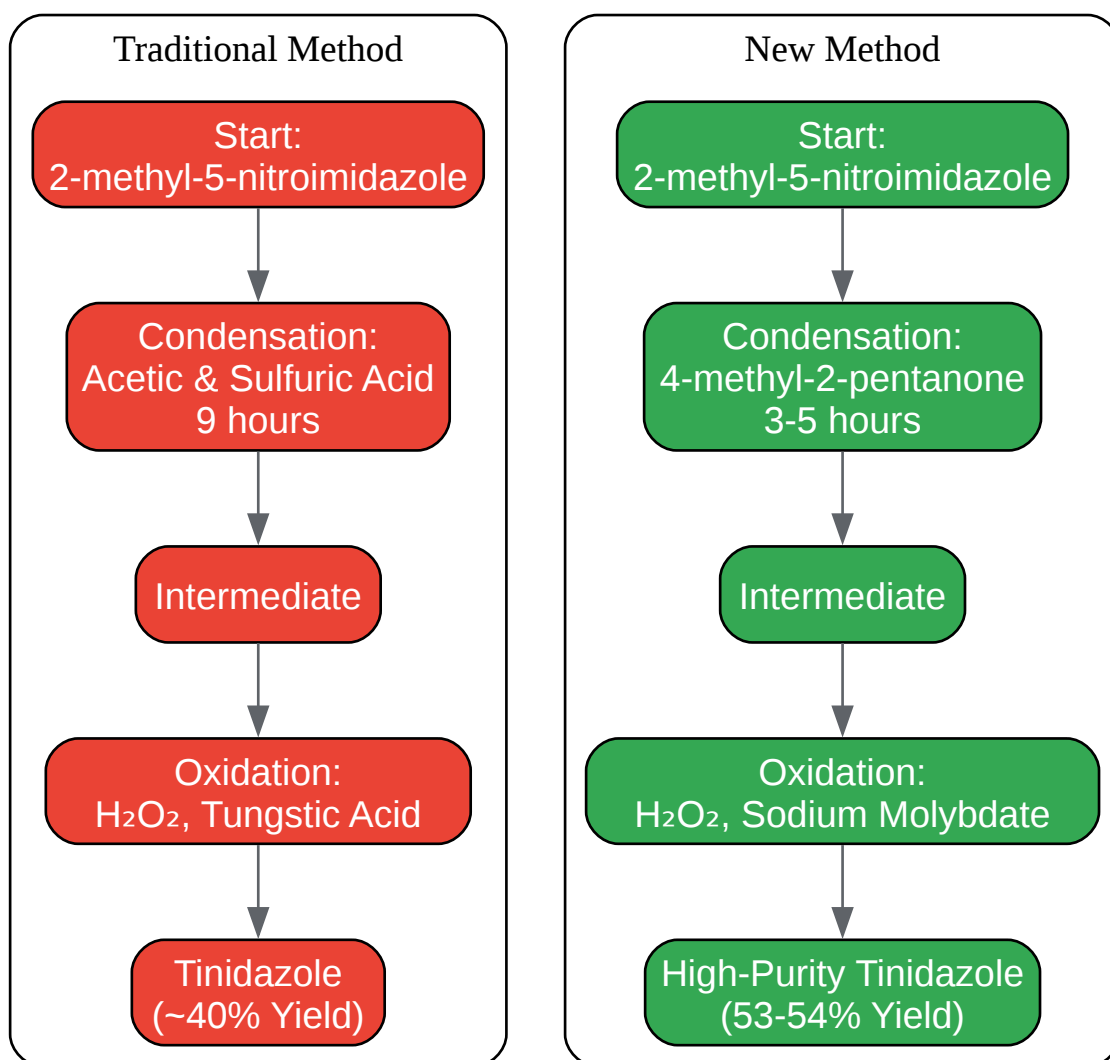 Traditional Method
Start:
2-methyl-5-nitroimidazole
Condensation:
Acetic & Sulfuric Acid
9 hours
Intermediate
Oxidation:
H₂O₂, Tungstic Acid
Tinidazole
(~40% Yield)
New Method
Start:
2-methyl-5-nitroimidazole
Condensation:
4-methyl-2-pentanone
3-5 hours
Intermediate
Oxidation:
H₂O₂, Sodium Molybdate
High-Purity Tinidazole
(53-54% Yield)